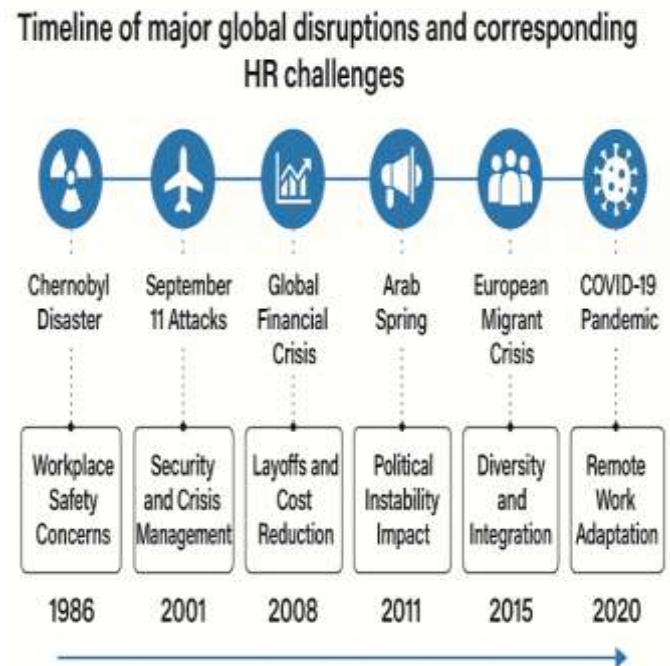 Timeline of major global disruptions and corresponding
HR challenges
Chernobyl
Disaster
September
11 Attacks
Global
Financial
Crisis
Arab
Spring
European
Migrant
Crisis
COVID-19
Pandemic
Workplace
Safety
Concerns
Security
and Crisis
Management
Layoffs and
Cost
Reduction
Political
Instability
Impact
Diversity
and
Integration
Remote
Work
Adaptation
1986 2001 2008 2011 2015 2020